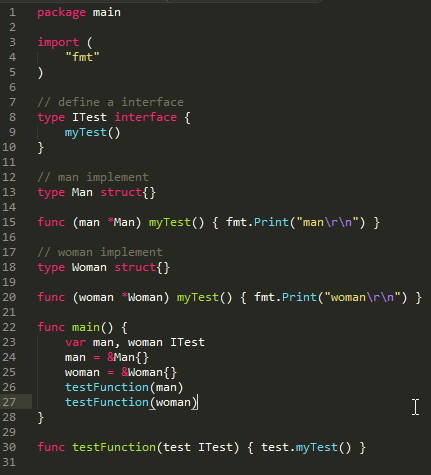 1 package main
2
3 import (
4     "fmt"
5 )
6
7 // define a interface
8 type ITest interface {
9     myTest()
10 }
11
12 // man implement
13 type Man struct{}
14
15 func (man *Man) myTest() { fmt.Print("man\r\n") }
16
17 // woman implement
18 type Woman struct{}
19
20 func (woman *Woman) myTest() { fmt.Print("woman\r\n") }
21
22 func main() {
23     var man, woman ITest
24     man = &Man{}
25     woman = &Woman{}
26     testFunction(man)
27     testFunction(woman)
28 }
29
30 func testFunction(test ITest) { test.myTest() }
31